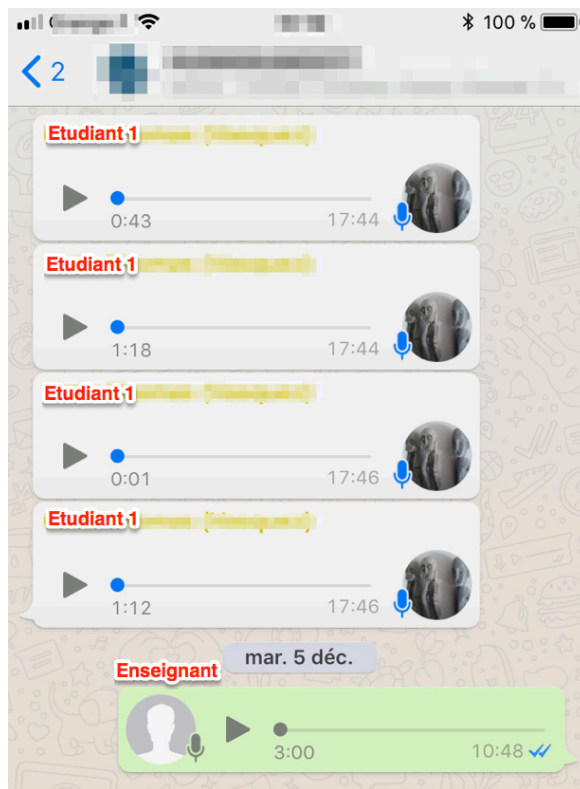 100 %
2
Etudiant 1
0:43 17:44
Etudiant 1
1:18 17:44
Etudiant 1
0:01 17:46
Etudiant 1
1:12 17:46
mar. 5 déc.
Enseignant
3:00 10:48